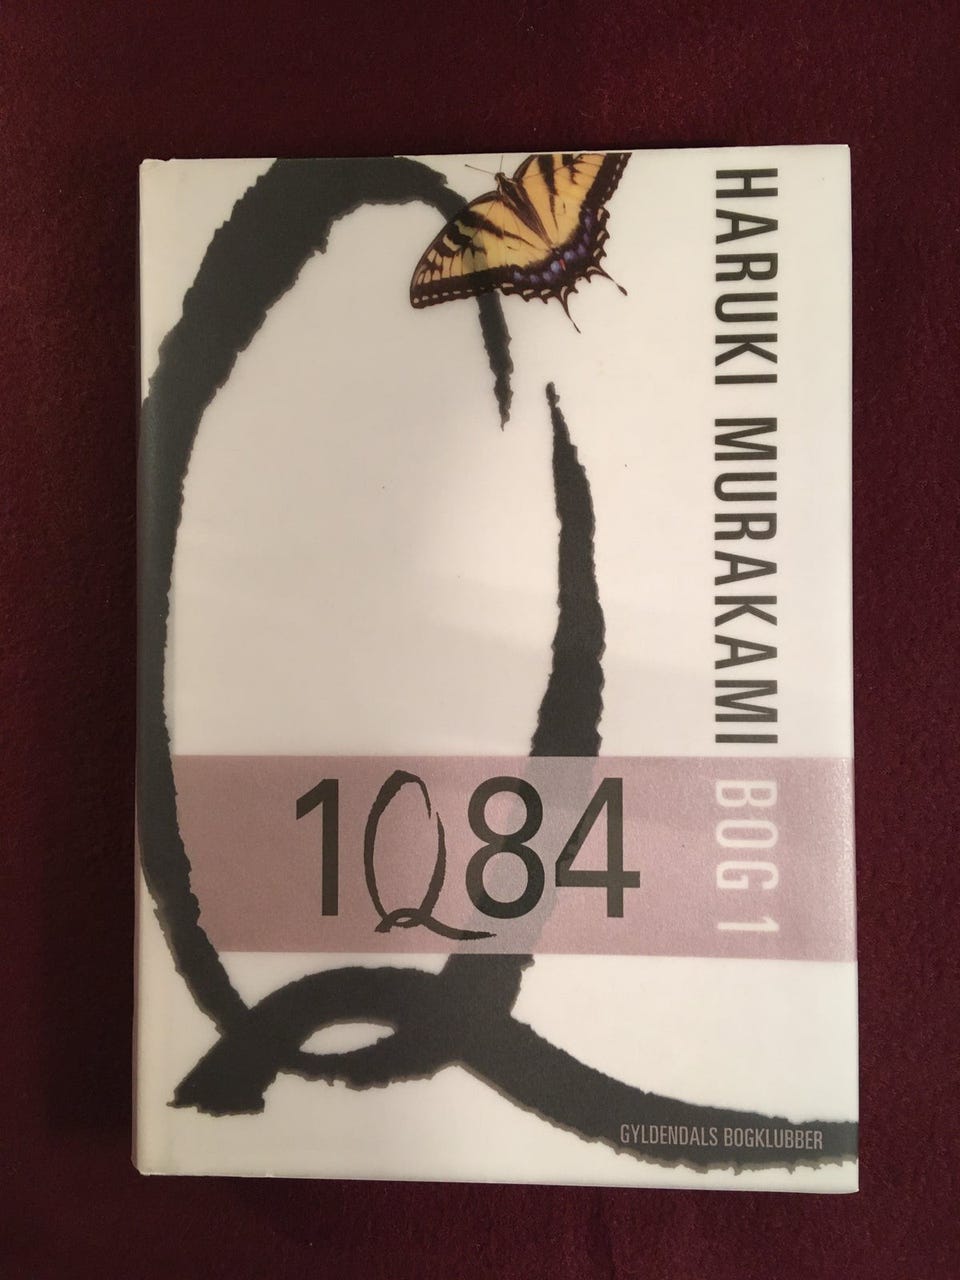 HARUKI MURAKAMI BOG 1
1Q84
GYLDENDALS BOGKLUBBER